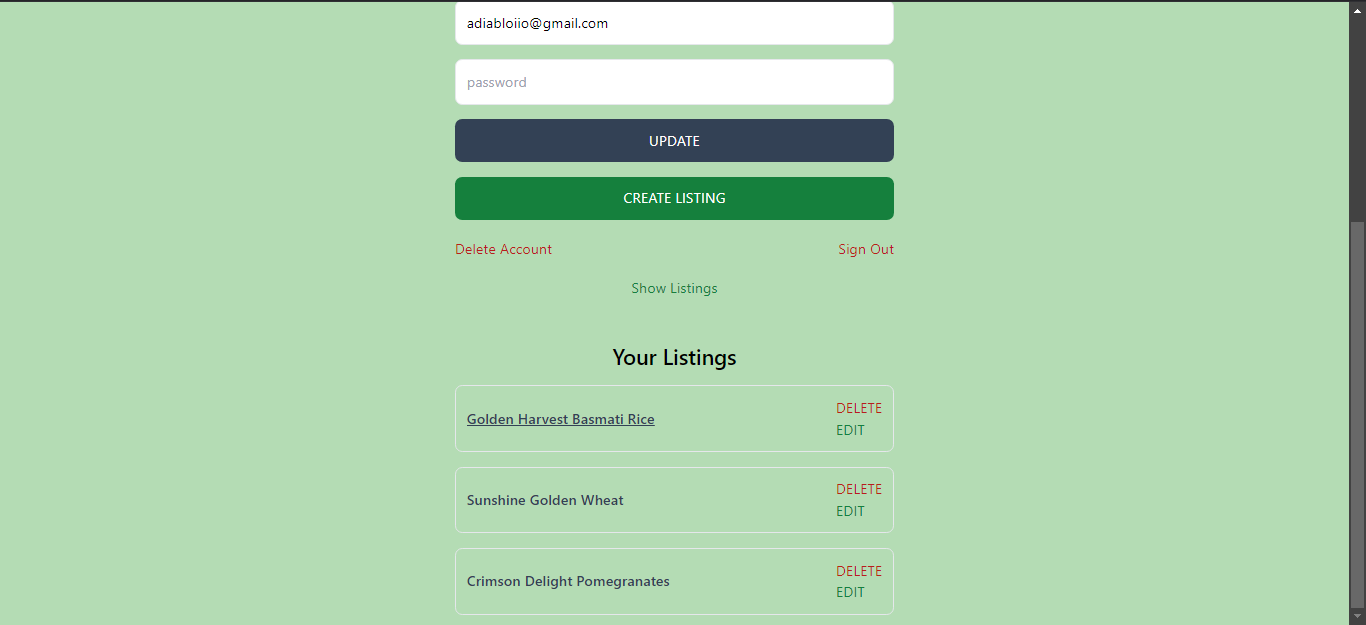 adiabloiio@gmail.com
password
UPDATE
CREATE LISTING
Delete Account Sign Out
Show Listings
Your Listings
Golden Harvest Basmati Rice
DELETE
EDIT
Sunshine Golden Wheat
DELETE
EDIT
Crimson Delight Pomegranates
DELETE
EDIT